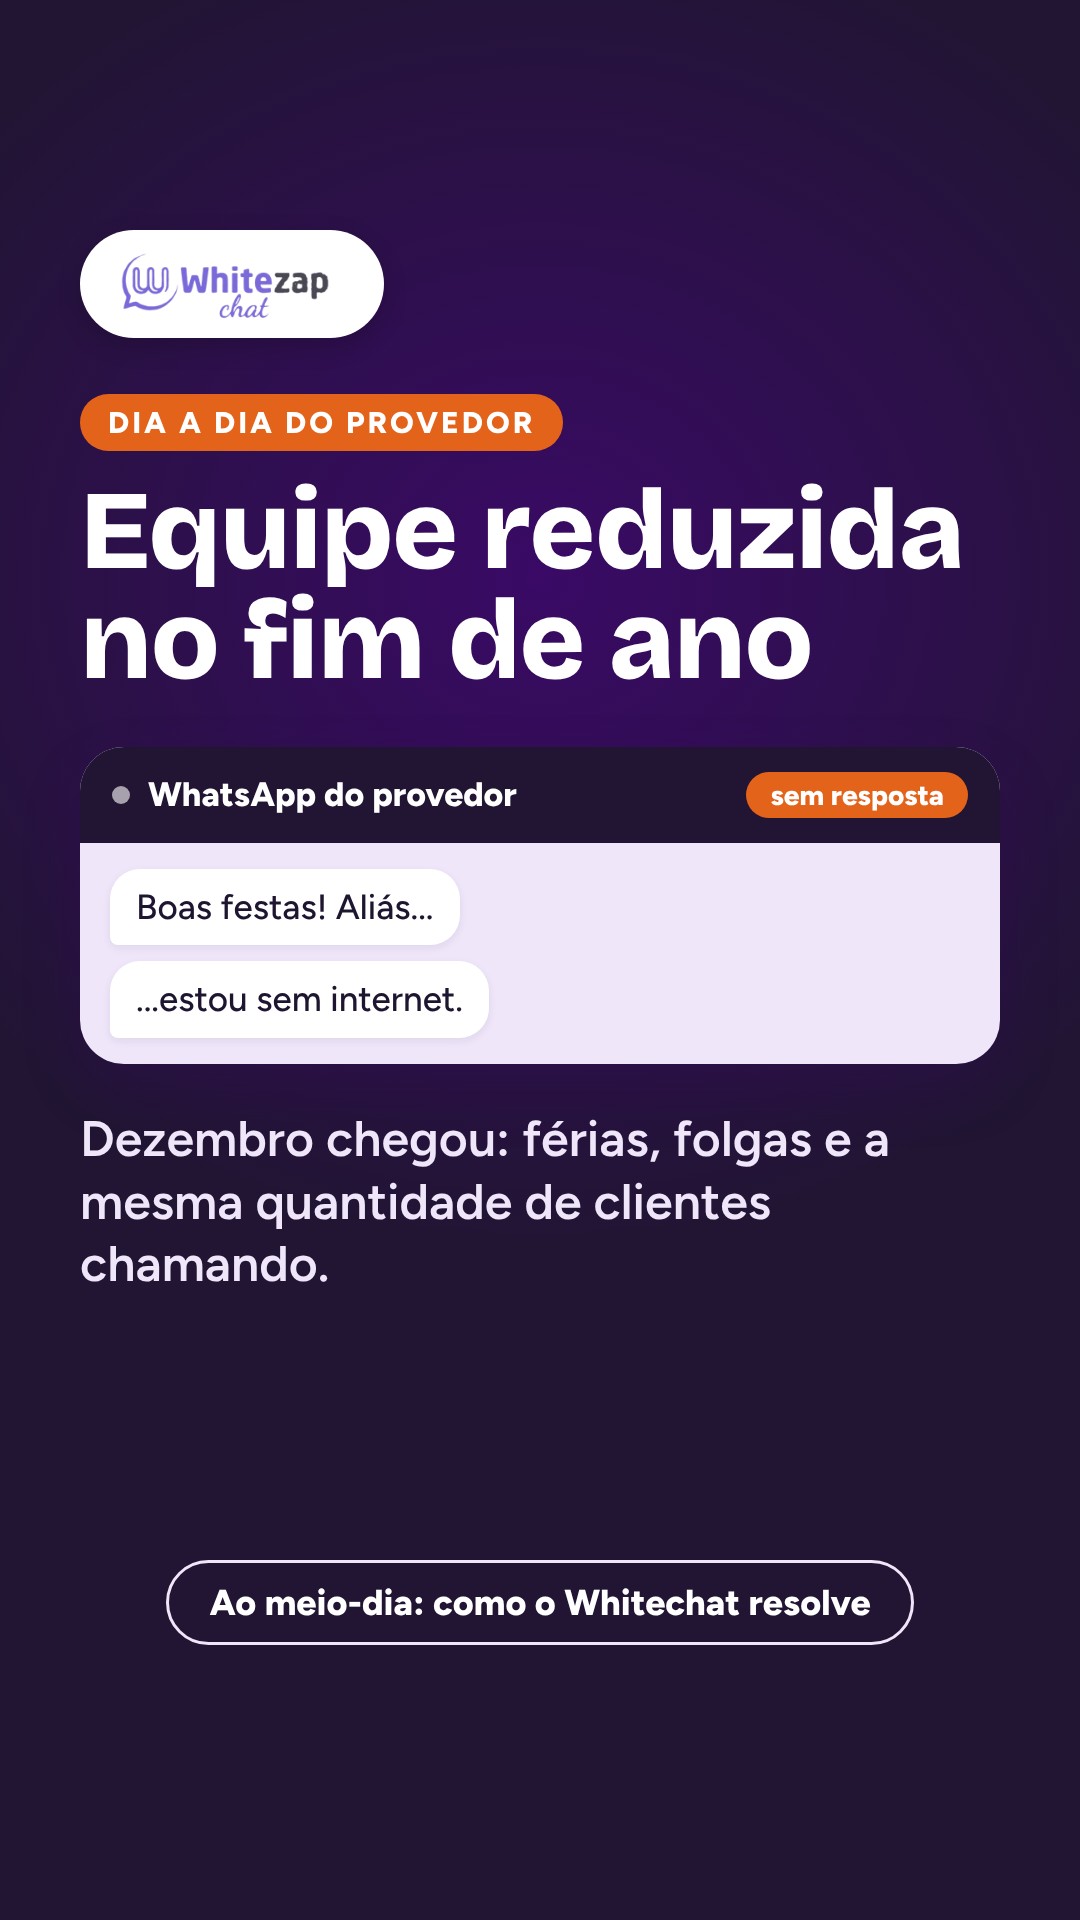 Whitezap
chat
DIA A DIA DO PROVEDOR
Equipe reduzida
no fim de ano
WhatsApp do provedor
sem resposta
Boas festas! Aliás...
...estou sem internet.
Dezembro chegou: férias, folgas e a
mesma quantidade de clientes
chamando.
Ao meio-dia: como o Whitechat resolve